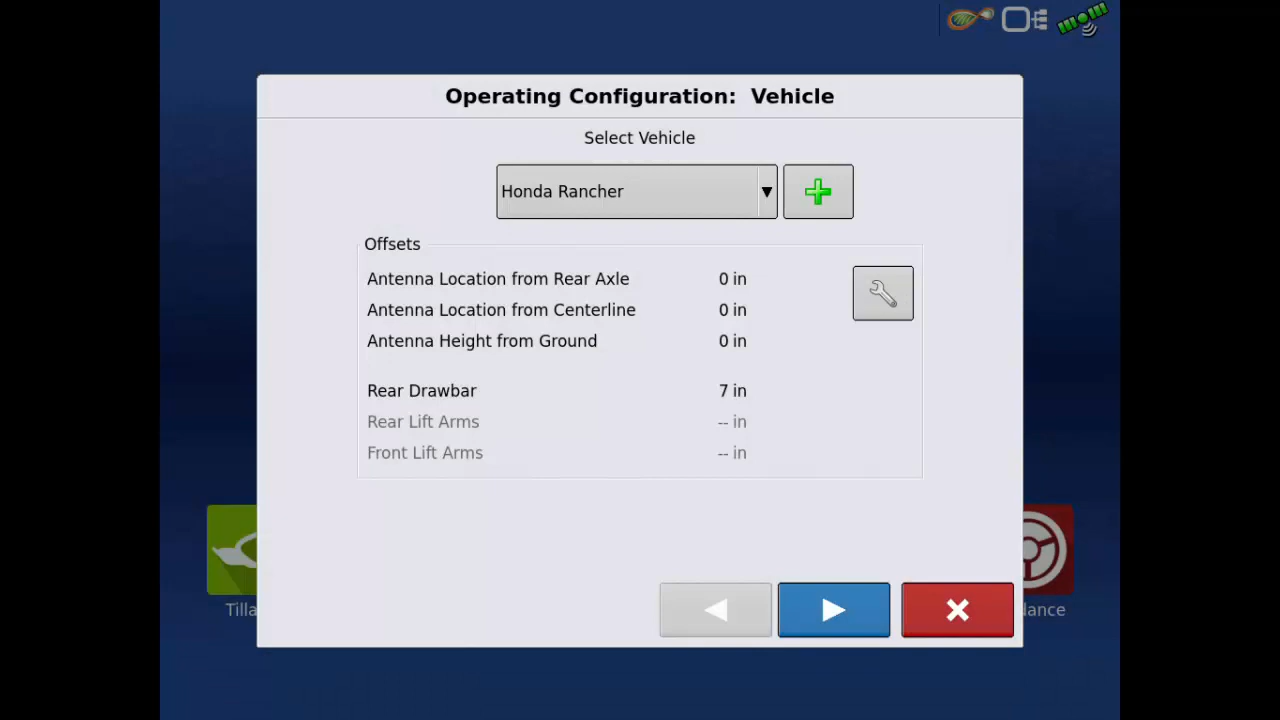 Operating Configuration: Vehicle
Select Vehicle
Honda Rancher
Offsets
Antenna Location from Rear Axle 0 in
Antenna Location from Centerline 0 in
Antenna Height from Ground 0 in
Rear Drawbar 7 in
Rear Lift Arms -- in
Front Lift Arms -- in
Tilla
dance